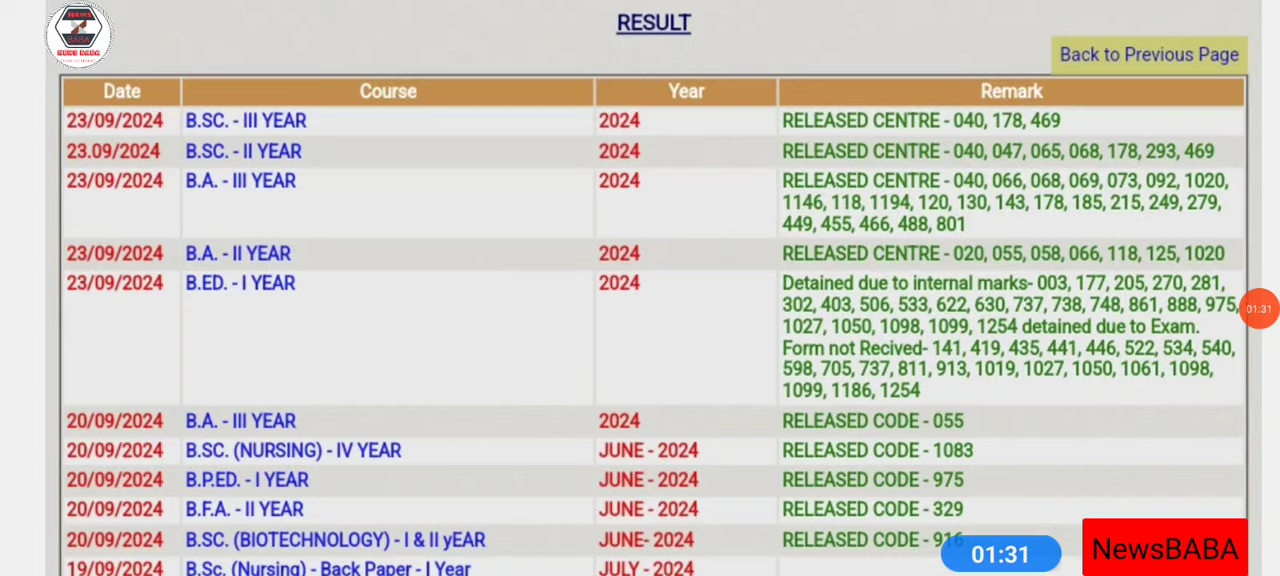 NEWS
BABA
NEWS BABA
RESULT
Back to Previous Page
Date Course Year Remark
23/09/2024 B.SC. - III YEAR 2024 RELEASED CENTRE - 040, 178, 469
23.09/2024 B.SC. - II YEAR 2024 RELEASED CENTRE - 040, 047, 065, 068, 178, 293, 469
23/09/2024 B.A. - III YEAR 2024 RELEASED CENTRE - 040, 066, 068, 069, 073, 092, 1020,
1146, 118, 1194, 120, 130, 143, 178, 185, 215, 249, 279,
449, 455, 466, 488, 801
23/09/2024 B.A. - II YEAR 2024 RELEASED CENTRE - 020, 055, 058, 066, 118, 125, 1020
23/09/2024 B.ED. - I YEAR 2024 Detained due to internal marks- 003, 177, 205, 270, 281,
302, 403, 506, 533, 622, 630, 737, 738, 748, 861, 888, 975,
01:31
1027, 1050, 1098, 1099, 1254 detained due to Exam.
Form not Recived- 141, 419, 435, 441, 446, 522, 534, 540,
598, 705, 737, 811, 913, 1019, 1027, 1050, 1061, 1098,
1099, 1186, 1254
20/09/2024 B.A. - III YEAR 2024 RELEASED CODE - 055
20/09/2024 B.SC. (NURSING) - IV YEAR JUNE - 2024 RELEASED CODE - 1083
20/09/2024 B.P.ED. - I YEAR JUNE - 2024 RELEASED CODE - 975
20/09/2024 B.F.A. - II YEAR JUNE - 2024 RELEASED CODE - 329
20/09/2024 B.SC. (BIOTECHNOLOGY) - I & II yEAR JUNE- 2024 RELEASED CODE - 916
01:31
NewsBABA
19/09/2024 B.Sc. (Nursing) - Back Paper - I Year JULY - 2024